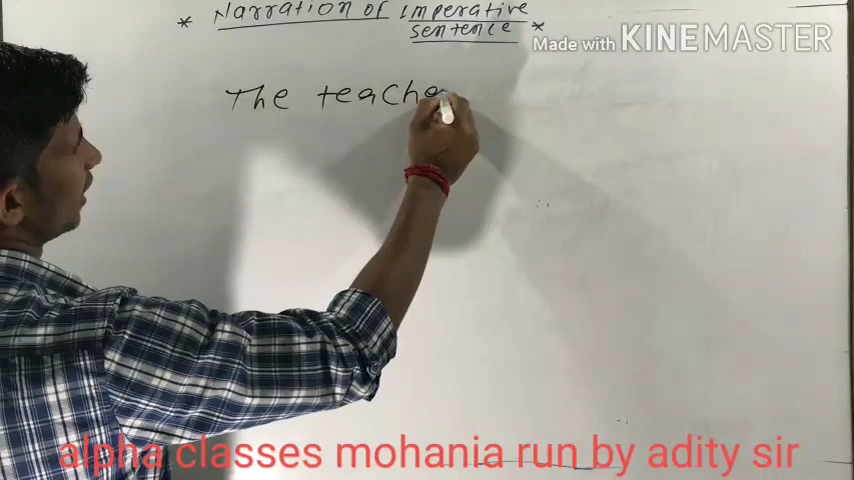 * Narration of imperative
sentence *
Made with KINEMASTER
The teache
alpha classes mohania run by adity sir